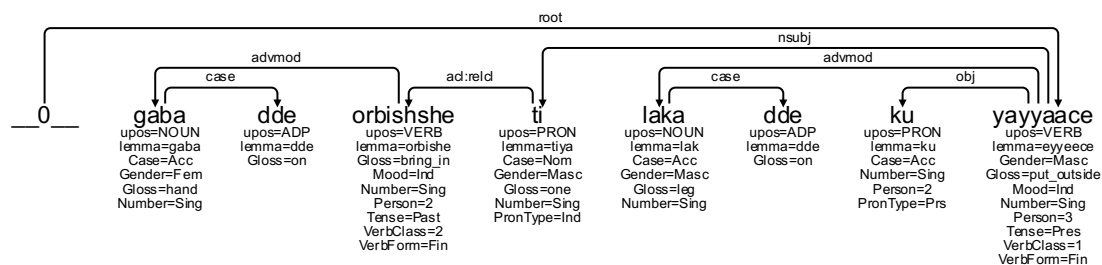 root
nsubj
advmod advmod
case acl:relcl case obj
__0__ gaba dde orbishshe ti laka dde ku yayyaace
upos=NOUN upos=ADP upos=VERB upos=PRON upos=NOUN upos=ADP upos=PRON upos=VERB
lemma=gaba lemma=dde lemma=orbishe lemma=tiya lemma=lak lemma=dde lemma=ku lemma=eyyeece
Case=Acc Gloss=on Gloss=bring_in Case=Nom Case=Acc Gloss=on Case=Acc Gender=Masc
Gender=Fem Mood=Ind Gender=Masc Gender=Masc Number=Sing Gloss=put_outside
Gloss=hand Number=Sing Gloss=one Gloss=leg Person=2 Mood=Ind
Number=Sing Person=2 Number=Sing Number=Sing PronType=Prs Number=Sing
Tense=Past PronType=Ind Person=3
VerbClass=2 Tense=Pres
VerbForm=Fin VerbClass=1
VerbForm=Fin